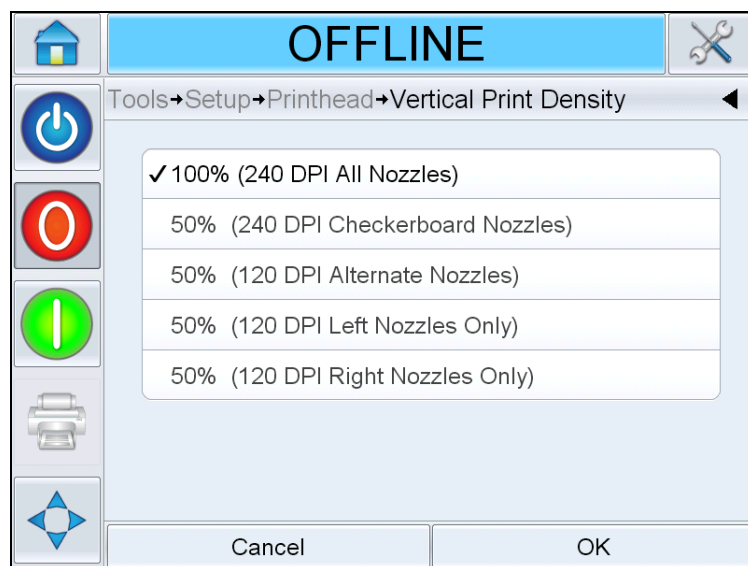 OFFLINE
Tools→Setup→Printhead→Vertical Print Density
✓100% (240 DPI All Nozzles)
50% (240 DPI Checkerboard Nozzles)
50% (120 DPI Alternate Nozzles)
50% (120 DPI Left Nozzles Only)
50% (120 DPI Right Nozzles Only)
Cancel
OK